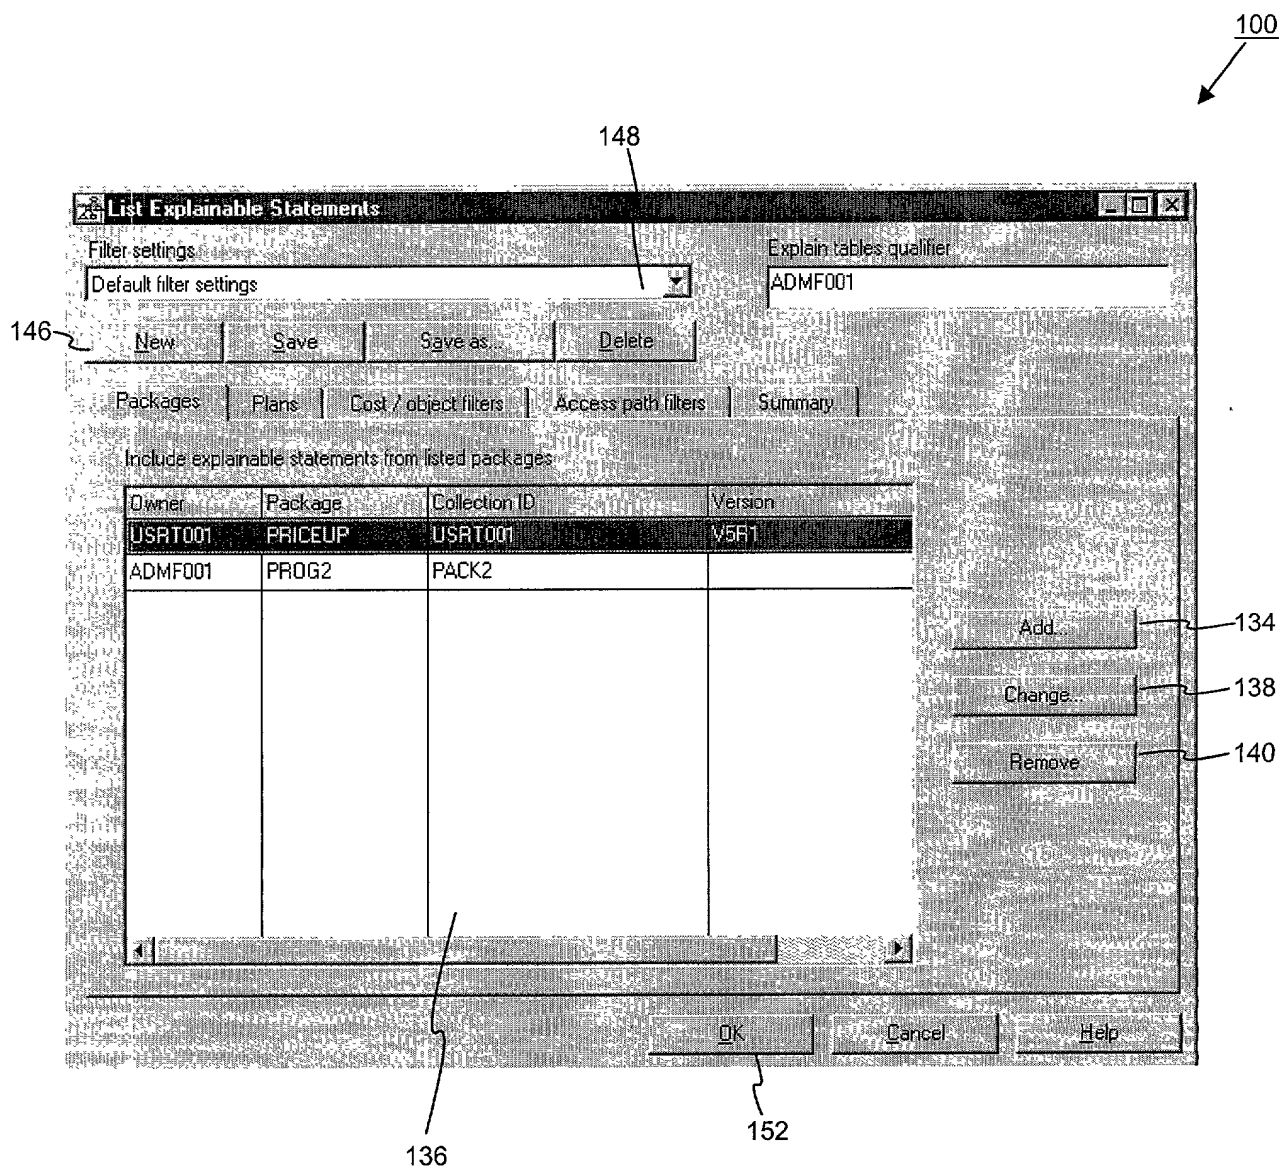 100
148
List Explainable Statements
Filter settings
Explain tables qualifier
Default filter settings
ADMF001
146
New Save Save as... Delete
Packages Plans Cost / object filters Access path filters Summary
Include explainable statements from listed packages
Owner Package Collection ID Version
USRT001 PRICEUP USRT001 V5R1
ADMF001 PROG2 PACK2
Add... 134
Change... 138
Remove 140
OK Cancel Help
152
136